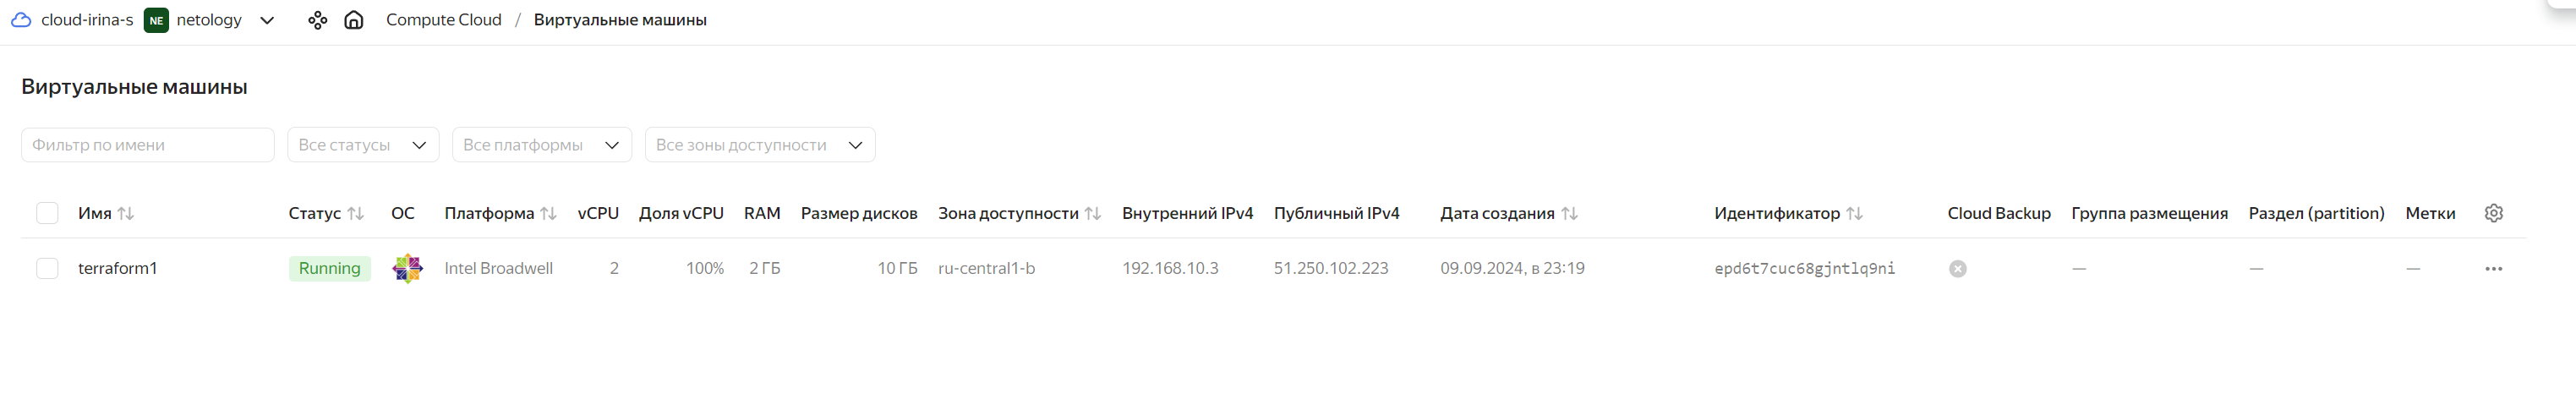 cloud-irina-s NE netology Compute Cloud / Виртуальные машины
Виртуальные машины
Фильтр по имени Все статусы Все платформы Все зоны доступности
Имя Статус ОС Платформа vCPU Доля vCPU RAM Размер дисков Зона доступности Внутренний IPv4 Публичный IPv4 Дата создания Идентификатор Cloud Backup Группа размещения Раздел (partition) Метки
terraform1 Running Intel Broadwell 2 100% 2 ГБ 10 ГБ ru-central1-b 192.168.10.3 51.250.102.223 09.09.2024, в 23:19 epd6t7cuc68gjntlq9ni — — —